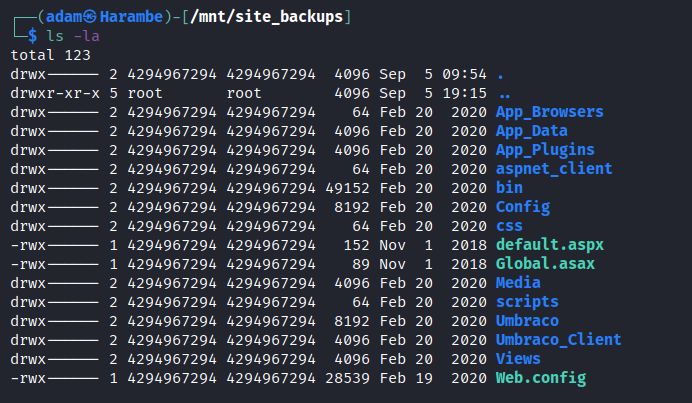 ┌──(adam㉿Harambe)-[/mnt/site_backups]
└─$ ls -la
total 123
drwx------ 2 4294967294 4294967294  4096 Sep  5 09:54 .
drwxr-xr-x 5 root       root        4096 Sep  5 19:15 ..
drwx------ 2 4294967294 4294967294    64 Feb 20  2020 App_Browsers
drwx------ 2 4294967294 4294967294  4096 Feb 20  2020 App_Data
drwx------ 2 4294967294 4294967294  4096 Feb 20  2020 App_Plugins
drwx------ 2 4294967294 4294967294    64 Feb 20  2020 aspnet_client
drwx------ 2 4294967294 4294967294 49152 Feb 20  2020 bin
drwx------ 2 4294967294 4294967294  8192 Feb 20  2020 Config
drwx------ 2 4294967294 4294967294    64 Feb 20  2020 css
-rwx------ 1 4294967294 4294967294   152 Nov  1  2018 default.aspx
-rwx------ 1 4294967294 4294967294    89 Nov  1  2018 Global.asax
drwx------ 2 4294967294 4294967294  4096 Feb 20  2020 Media
drwx------ 2 4294967294 4294967294    64 Feb 20  2020 scripts
drwx------ 2 4294967294 4294967294  8192 Feb 20  2020 Umbraco
drwx------ 2 4294967294 4294967294  4096 Feb 20  2020 Umbraco_Client
drwx------ 2 4294967294 4294967294  4096 Feb 20  2020 Views
-rwx------ 1 4294967294 4294967294 28539 Feb 19  2020 Web.config